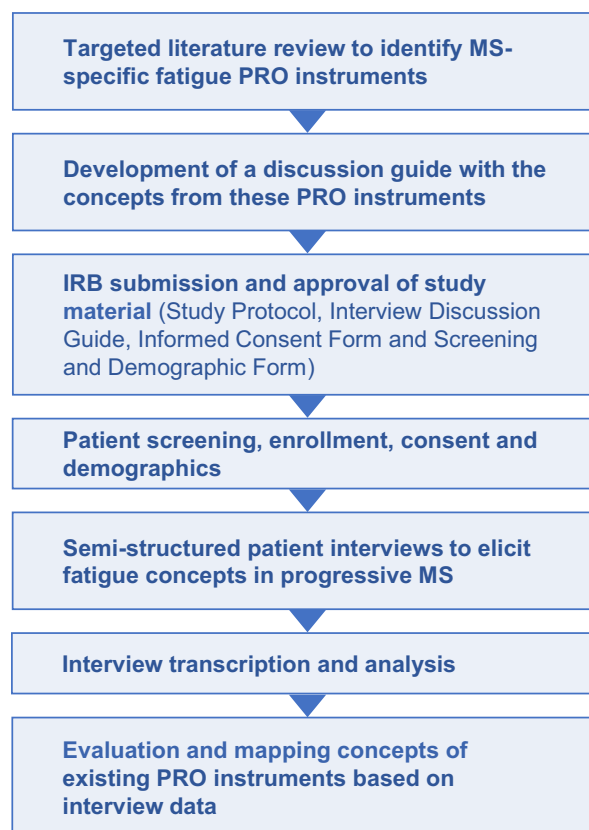 Targeted literature review to identify MS-
specific fatigue PRO instruments
Development of a discussion guide with the
concepts from these PRO instruments
IRB submission and approval of study
material (Study Protocol, Interview Discussion
Guide, Informed Consent Form and Screening
and Demographic Form)
Patient screening, enrollment, consent and
demographics
Semi-structured patient interviews to elicit
fatigue concepts in progressive MS
Interview transcription and analysis
Evaluation and mapping concepts of
existing PRO instruments based on
interview data